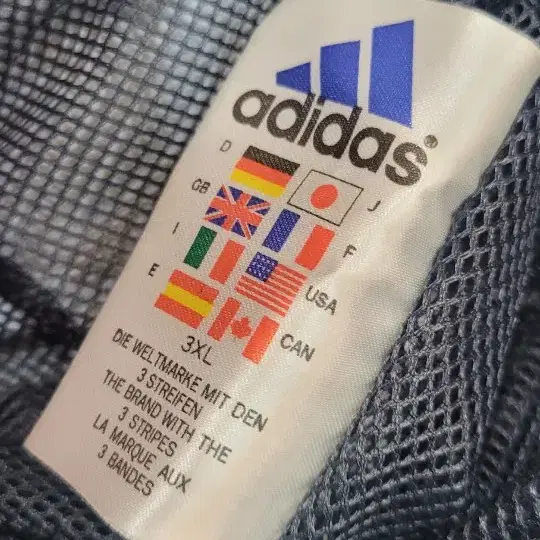 adidas®
D
J
GB
F
I
USA
E
CAN
3XL
DIE WELTMARKE MIT DEN
3 STREIFEN
THE BRAND WITH THE
3 STRIPES
LA MARQUE AUX
3 BANDES